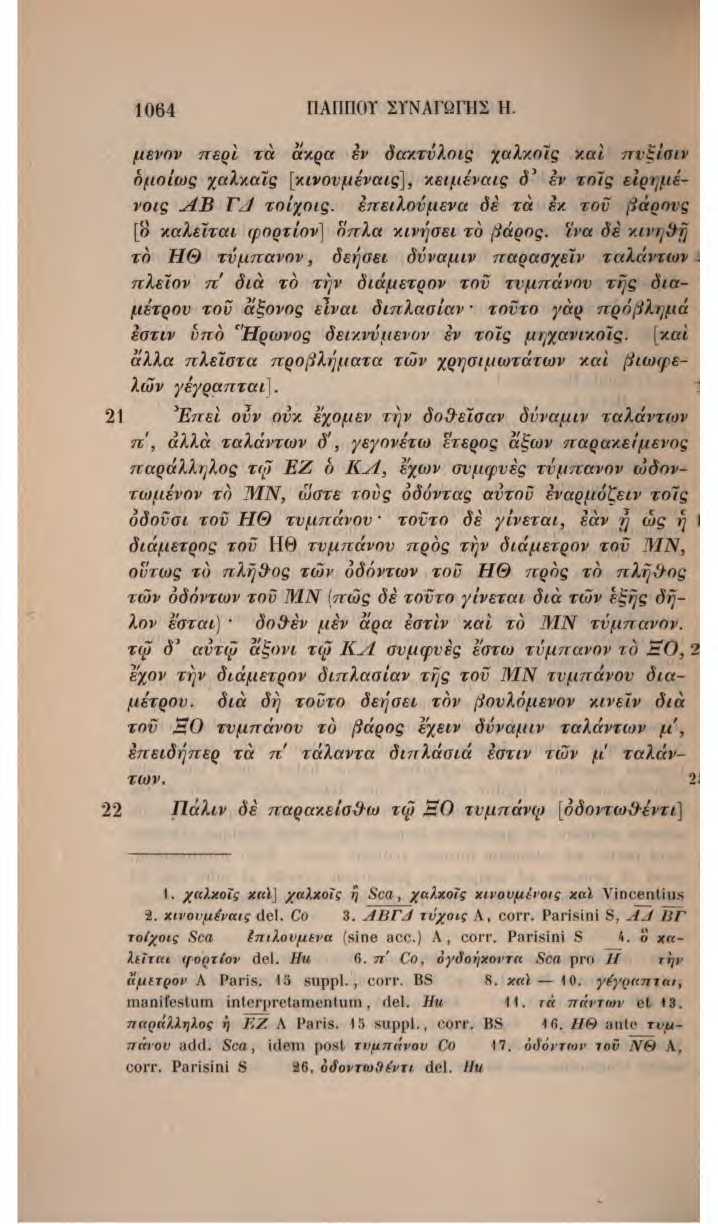 1064 ΠΑΠΠΟΥ ΣΥΝΑΓΩΓΗΣ Η.
μενον περὶ τὰ ἄκρα ἐν δακτύλοις χαλκοῖς καὶ πυξίσιν
ὁμοίως χαλκαῖς [κινουμέναις], κειμέναις δ᾽ ἐν τοῖς εἰρημέ-
νοις ΑΒ ΓΔ τοίχοις. ἐπειλούμενα δὲ τὰ ἐκ τοῦ βάρους
[ὃ καλεῖται φορτίον] ὅπλα κινήσει τὸ βάρος. ἵνα δὲ κινηθῇ
τὸ ΗΘ τύμπανον, δεήσει δύναμιν παρασχεῖν ταλάντων
πλεῖον π΄ διὰ τὸ τὴν διάμετρον τοῦ τυμπάνου τῆς δια-
μέτρου τοῦ ἄξονος εἶναι διπλασίαν· τοῦτο γὰρ πρόβλημά
ἐστιν ὑπὸ Ἥρωνος δεικνύμενον ἐν τοῖς μηχανικοῖς. [καὶ
ἄλλα πλεῖστα προβλήματα τῶν χρησιμωτάτων καὶ βιωφε-
λῶν γέγραπται].
21 Ἐπεὶ οὖν οὐκ ἔχομεν τὴν δοθεῖσαν δύναμιν ταλάντων
π΄, ἀλλὰ ταλάντων δ΄, γεγονέτω ἕτερος ἄξων παρακείμενος
παράλληλος τῷ ΕΖ ὁ ΚΛ, ἔχων συμφυὲς τύμπανον ὠδον-
τωμένον τὸ ΜΝ, ὥστε τοὺς ὀδόντας αὐτοῦ ἐναρμόζειν τοῖς
ὀδοῦσι τοῦ ΗΘ τυμπάνου· τοῦτο δὲ γίνεται, ἐὰν ᾖ ὡς ἡ
διάμετρος τοῦ ΗΘ τυμπάνου πρὸς τὴν διάμετρον τοῦ ΜΝ,
οὕτως τὸ πλῆθος τῶν ὀδόντων τοῦ ΗΘ πρὸς τὸ πλῆθος
τῶν ὀδόντων τοῦ ΜΝ (πῶς δὲ τοῦτο γίνεται διὰ τῶν ἑξῆς δῆ-
λον ἔσται)· δοθὲν μὲν ἄρα ἐστὶν καὶ τὸ ΜΝ τύμπανον.
τῷ δ᾽ αὐτῷ ἄξονι τῷ ΚΛ συμφυὲς ἔστω τύμπανον τὸ ΞΟ, 2
ἔχον τὴν διάμετρον διπλασίαν τῆς τοῦ ΜΝ τυμπάνου δια-
μέτρου. διὰ δὴ τοῦτο δεήσει τὸν βουλόμενον κινεῖν διὰ
τοῦ ΞΟ τυμπάνου τὸ βάρος ἔχειν δύναμιν ταλάντων μ΄,
ἐπειδήπερ τὰ π΄ τάλαντα διπλάσιά ἐστιν τῶν μ΄ ταλάν-
των. 2
22 Πάλιν δὲ παρακείσθω τῷ ΞΟ τυμπάνῳ [ὀδοντωθέντι]
1. χαλκοῖς καὶ] χαλκοῖς ἢ Sca, χαλκοῖς κινουμένοις καὶ Vincentius
2. κινουμέναις del. Co 3. ΑΒΓΔ τύχοις A, corr. Parisini S, ΑΔ ΒΓ
τοίχοις Sca ἐπιλουμενα (sine acc.) A, corr. Parisini S 4. ὃ κα-
λεῖται φορτίον del. Hu 6. π΄ Co, ὀγδοήκοντα Sca pro Η τὴν
ἄμετρον A Paris. 15 suppl., corr. BS 8. καὶ — 10. γέγραπται,
manifestum interpretamentum, del. Hu 11. τά πάντων et 13.
παράλληλος ἡ ΕΖ A Paris. 15 suppl., corr. BS 16. ΗΘ ante τυμ-
πάνου add. Sca, idem post τυμπάνου Co 17. ὀδόντων τοῦ ΝΘ A,
corr. Parisini S 26. ὀδοντωθέντι del. Hu